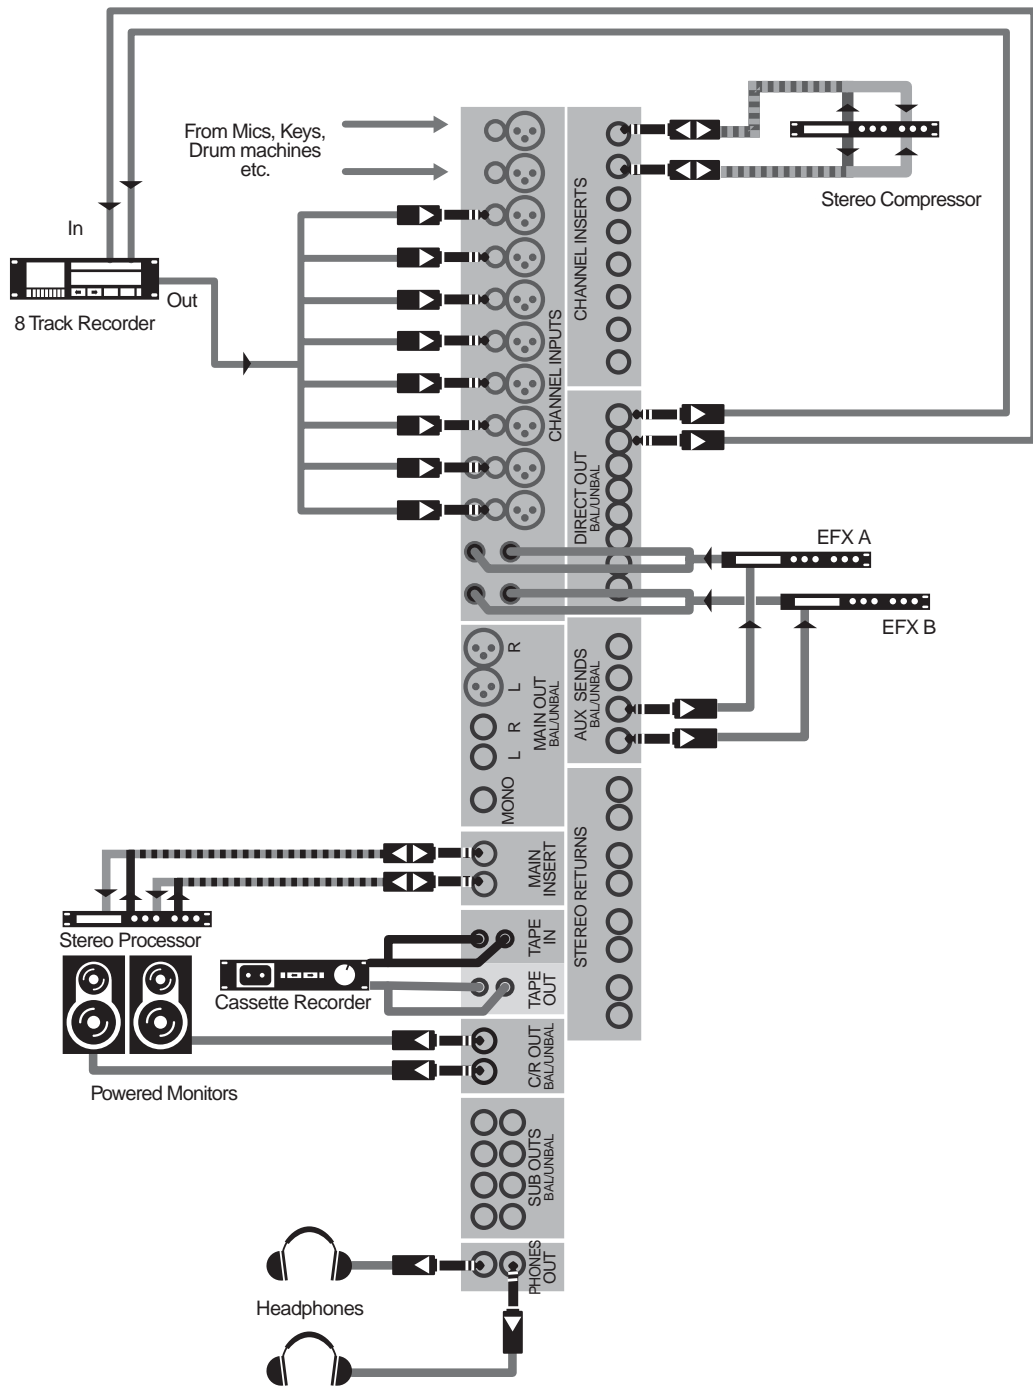 From Mics, Keys,
Drum machines
etc.
In
Out
8 Track Recorder
CHANNEL INPUTS
CHANNEL INSERTS
Stereo Compressor
DIRECT OUT
BAL/UNBAL
EFX A
EFX B
R
L
R
L
MONO
MAIN OUT
BAL/UNBAL
AUX SENDS
BAL/UNBAL
STEREO RETURNS
MAIN
INSERT
Stereo Processor
TAPE
IN
TAPE
OUT
Cassette Recorder
C/R OUT
BAL/UNBAL
Powered Monitors
SUB OUTS
BAL/UNBAL
PHONES
OUT
Headphones